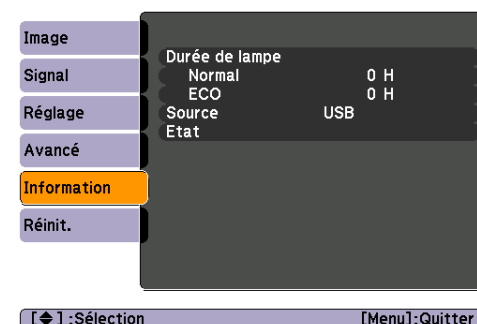 Image
Signal
Réglage
Avancé
Information
Réinit.
Durée de lampe
Normal 0 H
ECO 0 H
Source USB
Etat
[◆] :Sélection [Menu]:Quitter